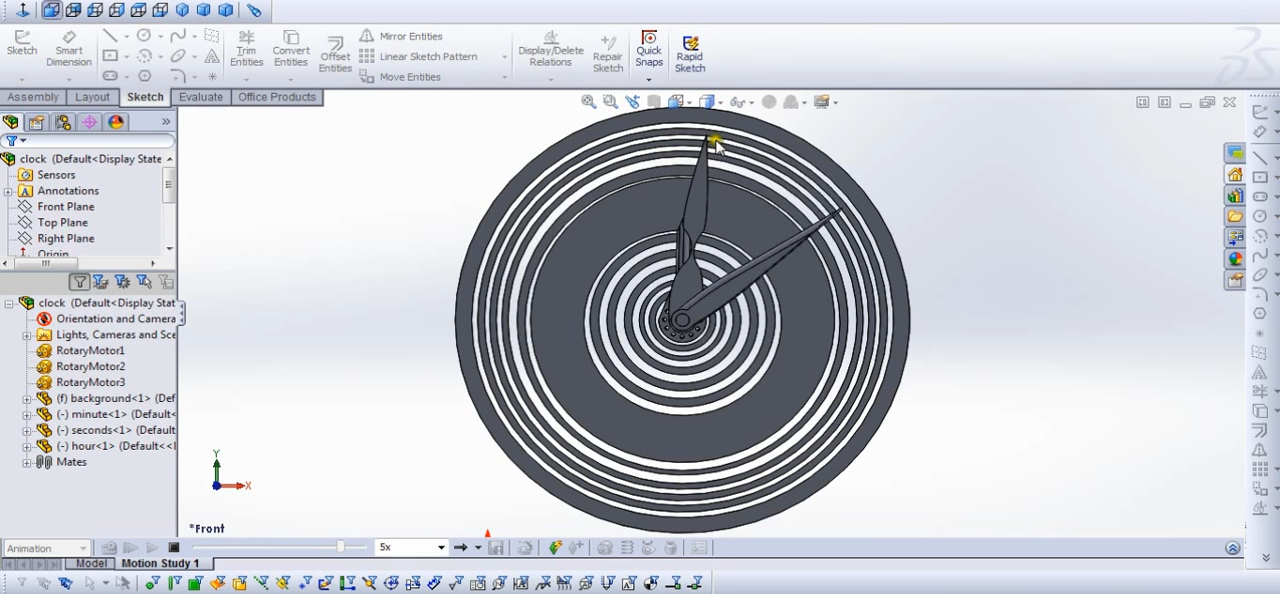 Sketch
Smart Dimension
Trim Entities
Convert Entities
Offset Entities
Mirror Entities
Linear Sketch Pattern
Move Entities
Display/Delete Relations
Repair Sketch
Quick Snaps
Rapid Sketch
Assembly Layout Sketch Evaluate Office Products
clock (Default<Display State
Sensors
Annotations
Front Plane
Top Plane
Right Plane
Origin
clock (Default<Display Stat
Orientation and Camera
Lights, Cameras and Sce
RotaryMotor1
RotaryMotor2
RotaryMotor3
(f) background<1> (Def
(-) minute<1> (Default<
(-) seconds<1> (Default
(-) hour<1> (Default<<I
Mates
Y
X
*Front
Animation 5x
Model Motion Study 1